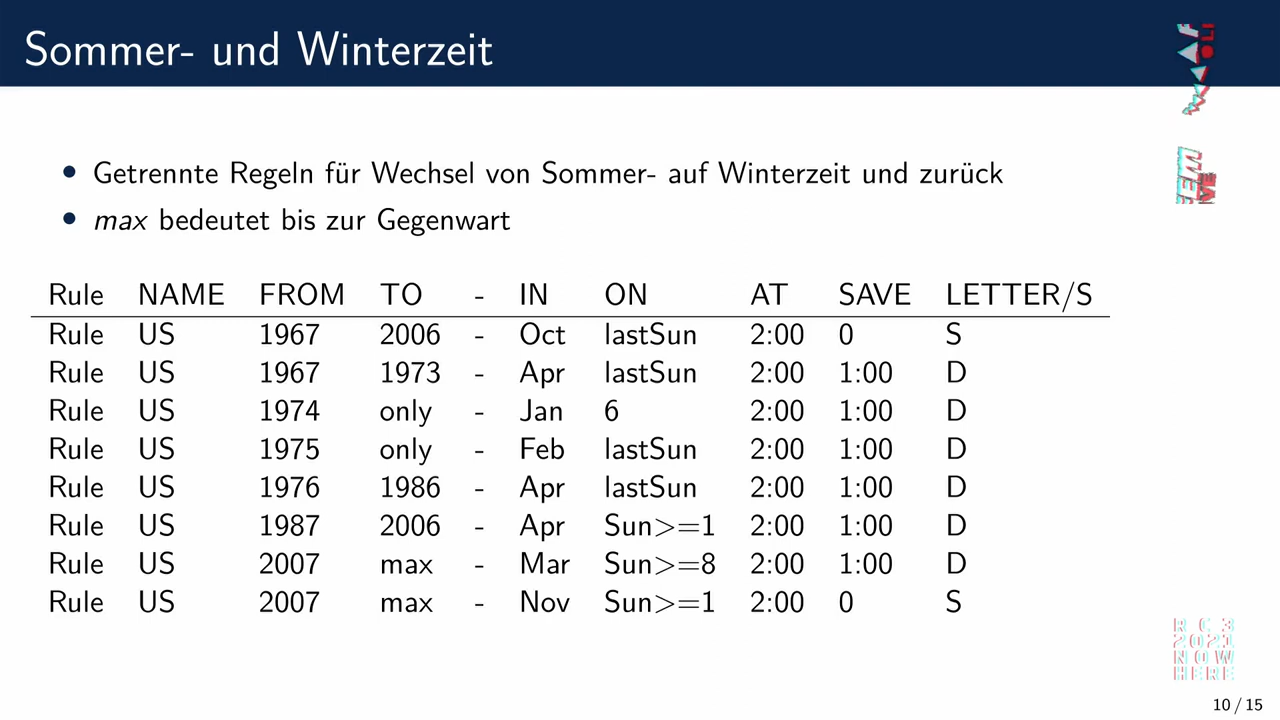 Sommer- und Winterzeit
• Getrennte Regeln für Wechsel von Sommer- auf Winterzeit und zurück
• max bedeutet bis zur Gegenwart
Rule NAME FROM TO - IN ON AT SAVE LETTER/S
Rule US 1967 2006 - Oct lastSun 2:00 0 S
Rule US 1967 1973 - Apr lastSun 2:00 1:00 D
Rule US 1974 only - Jan 6 2:00 1:00 D
Rule US 1975 only - Feb lastSun 2:00 1:00 D
Rule US 1976 1986 - Apr lastSun 2:00 1:00 D
Rule US 1987 2006 - Apr Sun>=1 2:00 1:00 D
Rule US 2007 max - Mar Sun>=8 2:00 1:00 D
Rule US 2007 max - Nov Sun>=1 2:00 0 S
RC3
2021
NOW
HERE
10 / 15